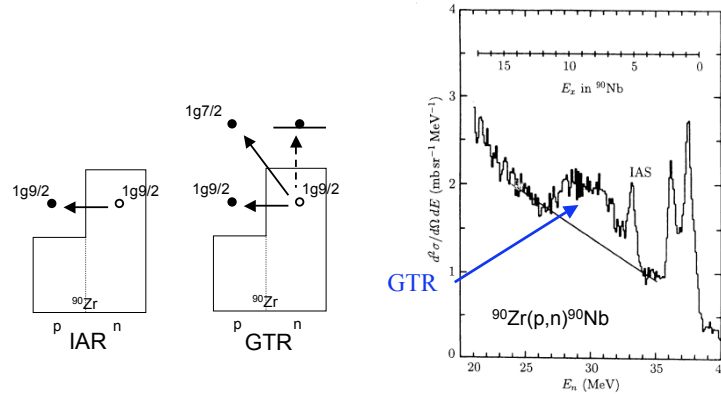 1g9/2
1g9/2
90Zr
p
n
IAR
1g7/2
1g9/2
1g9/2
90Zr
p
n
GTR
4
3
2
1
0
d²σ/dΩ dE (mb sr⁻¹ MeV⁻¹)
15 10 5 0
Eₓ in ⁹⁰Nb
IAS
GTR
⁹⁰Zr(p,n)⁹⁰Nb
20 25 30 35 4
Eₙ (MeV)